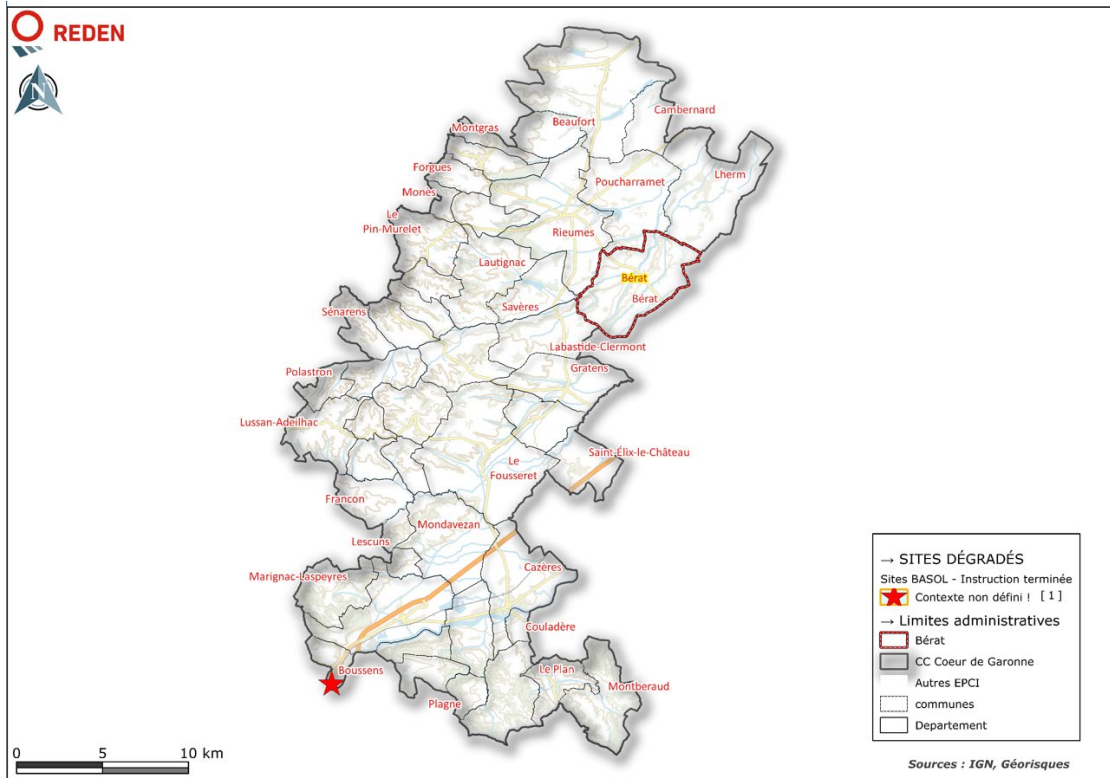 REDEN
N
Cambernard
Beaufort
Montgras
Forgues
Poucharramet
Lherm
Monès
Le
Pin-Murelet
Rieumes
Lautignac
Bérat
Bérat
Savères
Sénarens
Labastide-Clermont
Gratens
Polastron
Lussan-Adeilhac
Saint-Élix-le-Château
Le
Fousseret
Francon
Mondavezan
Lescuns
Cazères
Marignac-Laspeyres
Couladère
Boussens
Le Plan
Montberaud
Plagne
→ SITES DÉGRADÉS
Sites BASOL - Instruction terminée
Contexte non défini ! [ 1 ]
→ Limites administratives
Bérat
CC Coeur de Garonne
Autres EPCI
communes
Departement
0 5 10 km
Sources : IGN, Géorisques